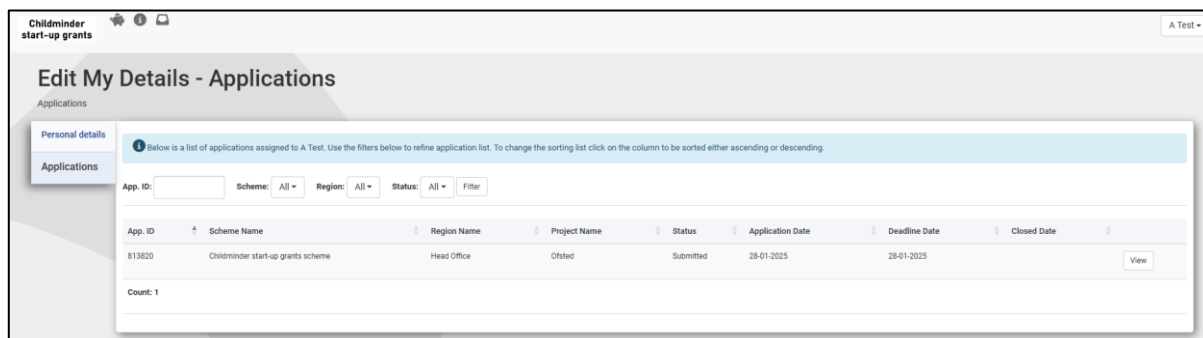 Childminder
start-up grants
A Test
Edit My Details - Applications
Applications
Personal details
Applications
Below is a list of applications assigned to A Test. Use the filters below to refine application list. To change the sorting list click on the column to be sorted either ascending or descending.
App. ID: Scheme: All Region: All Status: All Filter
App. ID Scheme Name Region Name Project Name Status Application Date Deadline Date Closed Date
813820 Childminder start-up grants scheme Head Office Ofsted Submitted 28-01-2025 28-01-2025 View
Count: 1